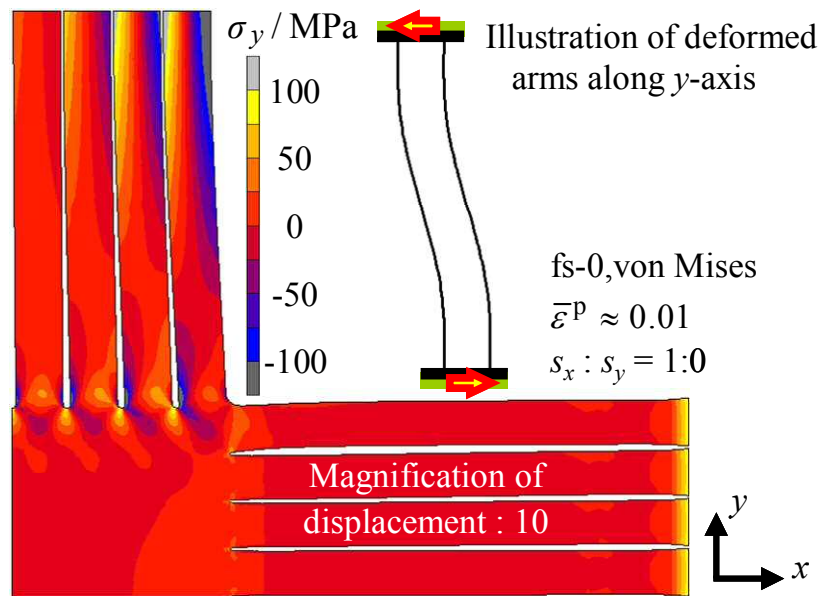 σy / MPa
100
50
0
-50
-100
Illustration of deformed
arms along y-axis
fs-0,von Mises
ε̅ᵖ ≈ 0.01
sx : sy = 1:0
Magnification of
displacement : 10
y
x